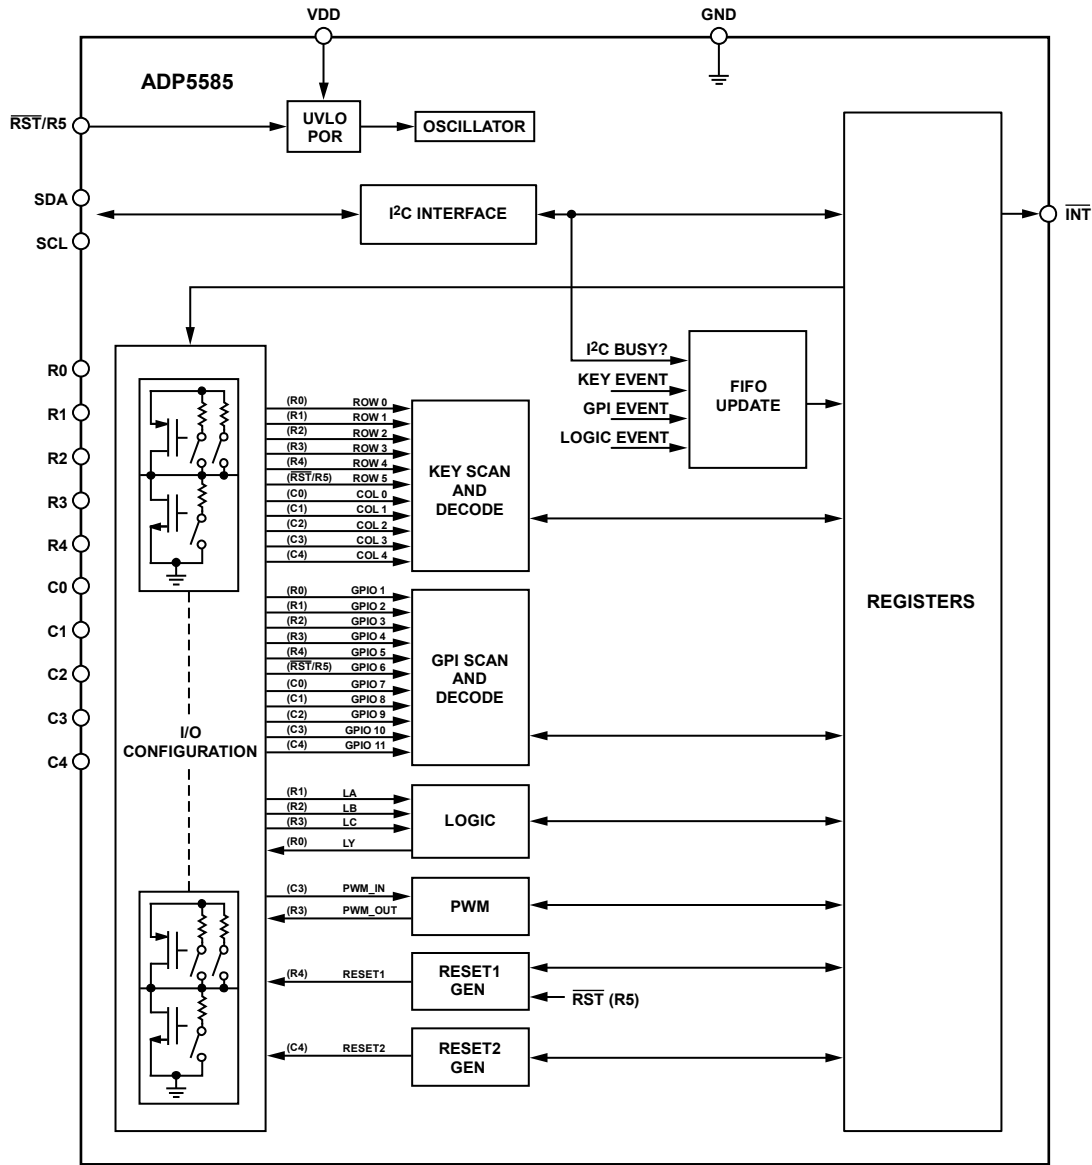 VDD
GND
ADP5585
RST/R5
UVLO
POR
OSCILLATOR
SDA
I2C INTERFACE
SCL
INT
R0
R1
R2
R3
R4
C0
C1
C2
C3
C4
I2C BUSY?
KEY EVENT
GPI EVENT
LOGIC EVENT
FIFO
UPDATE
REGISTERS
I/O
CONFIGURATION
(R0) ROW 0
(R1) ROW 1
(R2) ROW 2
(R3) ROW 3
(R4) ROW 4
(RST/R5) ROW 5
(C0) COL 0
(C1) COL 1
(C2) COL 2
(C3) COL 3
(C4) COL 4
KEY SCAN
AND
DECODE
(R0) GPIO 1
(R1) GPIO 2
(R2) GPIO 3
(R3) GPIO 4
(R4) GPIO 5
(RST/R5) GPIO 6
(C0) GPIO 7
(C1) GPIO 8
(C2) GPIO 9
(C3) GPIO 10
(C4) GPIO 11
GPI SCAN
AND
DECODE
(R1) LA
(R2) LB
(R3) LC
(R0) LY
LOGIC
(C3) PWM_IN
(R3) PWM_OUT
PWM
(R4) RESET1
RESET1
GEN
RST (R5)
(C4) RESET2
RESET2
GEN